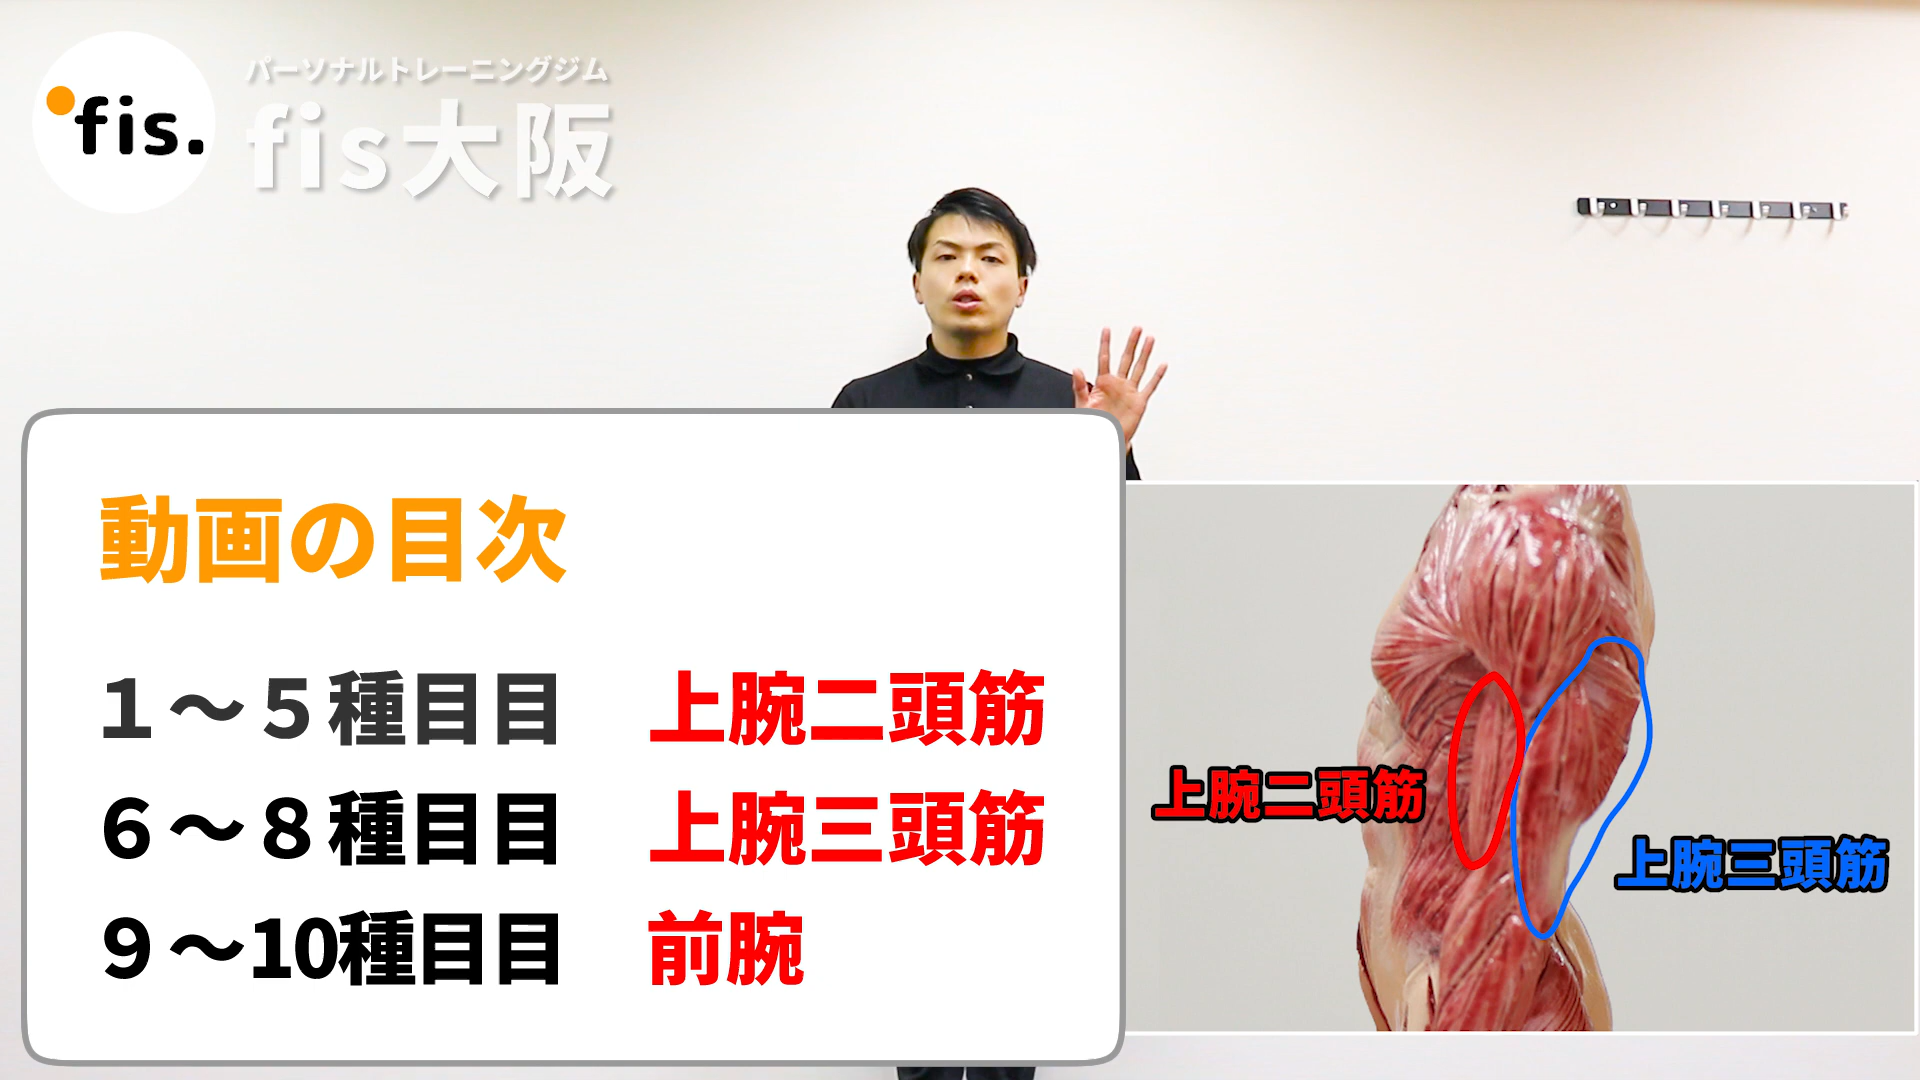 fis.
パーソナルトレーニングジム
fis大阪
動画の目次
１～５種目目 上腕二頭筋
６～８種目目 上腕三頭筋
９～10種目目 前腕
上腕二頭筋
上腕三頭筋